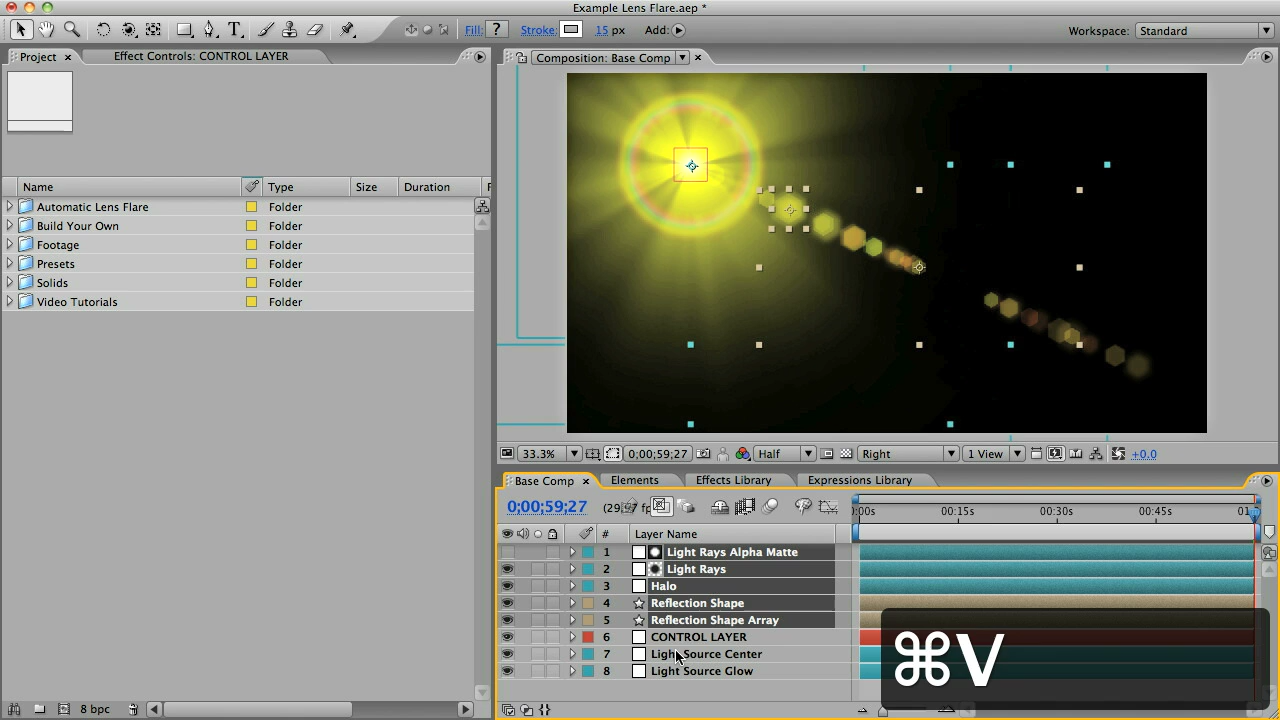 Example Lens Flare.aep *
T Fill: ? Stroke: 15 px Add: Workspace: Standard
Project × Effect Controls: CONTROL LAYER
Composition: Base Comp ×
Name Type Size Duration
Automatic Lens Flare Folder
Build Your Own Folder
Footage Folder
Presets Folder
Solids Folder
Video Tutorials Folder
33.3% 0;00;59;27 Half Right 1 View +0.0
Base Comp × Elements Effects Library Expressions Library
0;00;59;27
:00s 00:15s 00:30s 00:45s
# Layer Name
1 Light Rays Alpha Matte
2 Light Rays
3 Halo
4 Reflection Shape
5 Reflection Shape Array
6 CONTROL LAYER
7 Light Source Center
8 Light Source Glow
⌘V
8 bpc